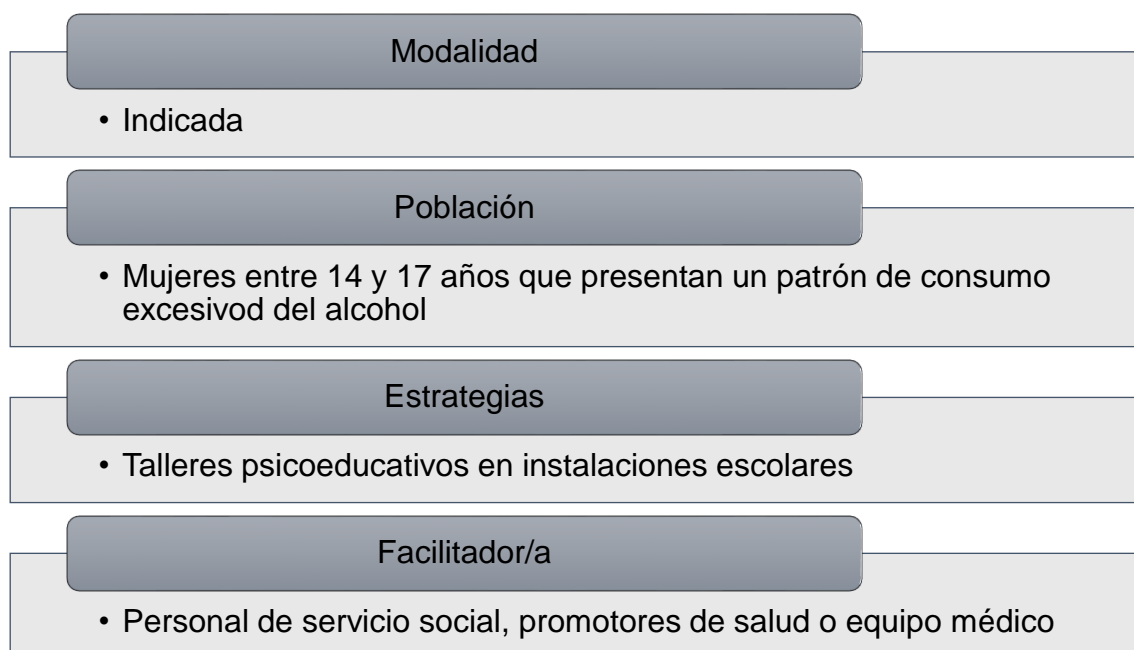 Modalidad
• Indicada
Población
• Mujeres entre 14 y 17 años que presentan un patrón de consumo
excesivod del alcohol
Estrategias
• Talleres psicoeducativos en instalaciones escolares
Facilitador/a
• Personal de servicio social, promotores de salud o equipo médico